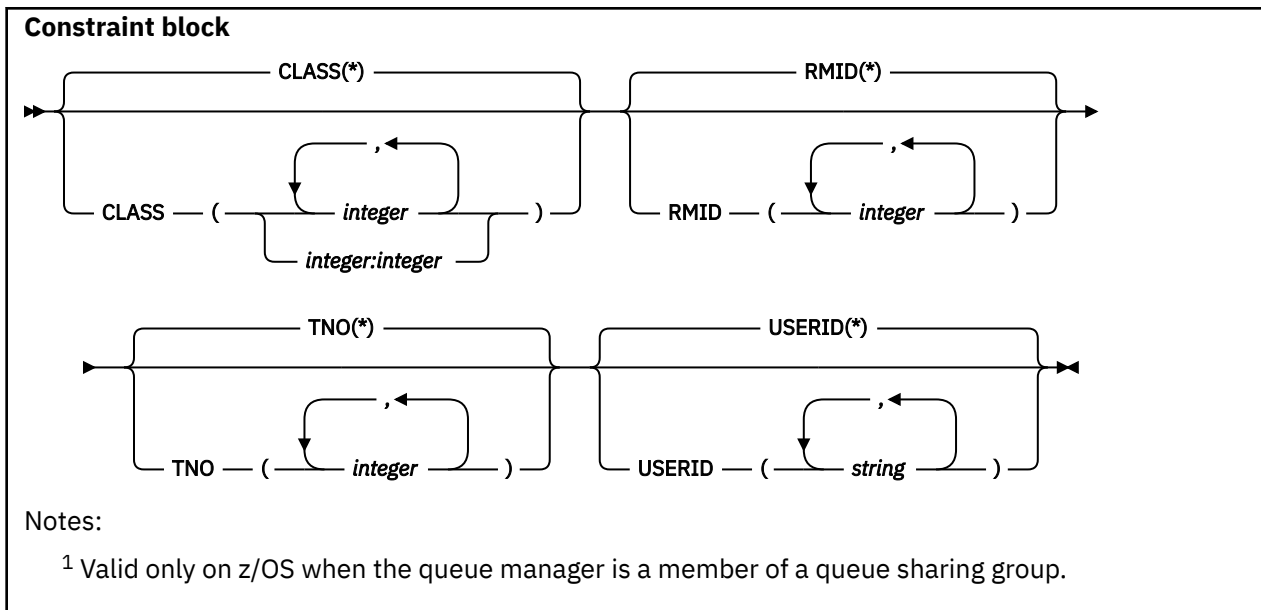 Constraint block
CLASS(*) RMID(*)
, ,
CLASS ( integer ) RMID ( integer )
integer:integer
TNO(*) USERID(*)
, ,
TNO ( integer ) USERID ( string )
Notes:
1 Valid only on z/OS when the queue manager is a member of a queue sharing group.